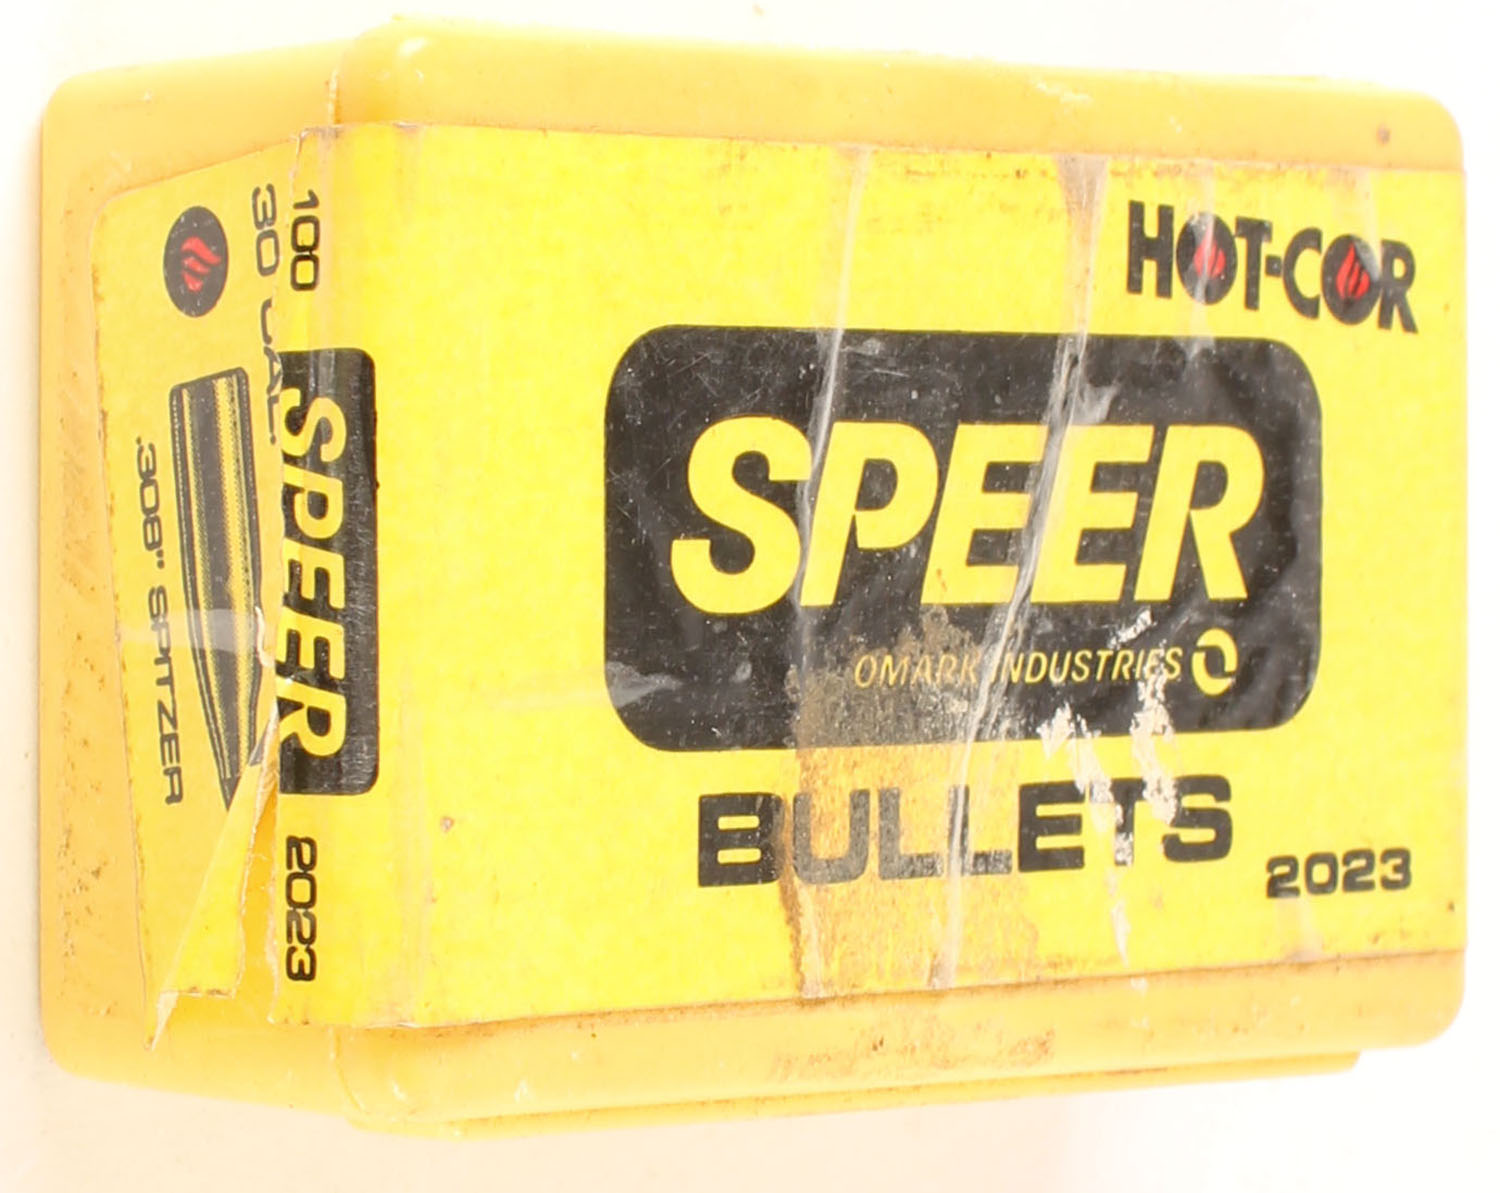 HOT-COR
SPEER
OMARK INDUSTRIES
BULLETS
2023
100
SPEER
2023
30 CAL.
.308" SPITZER